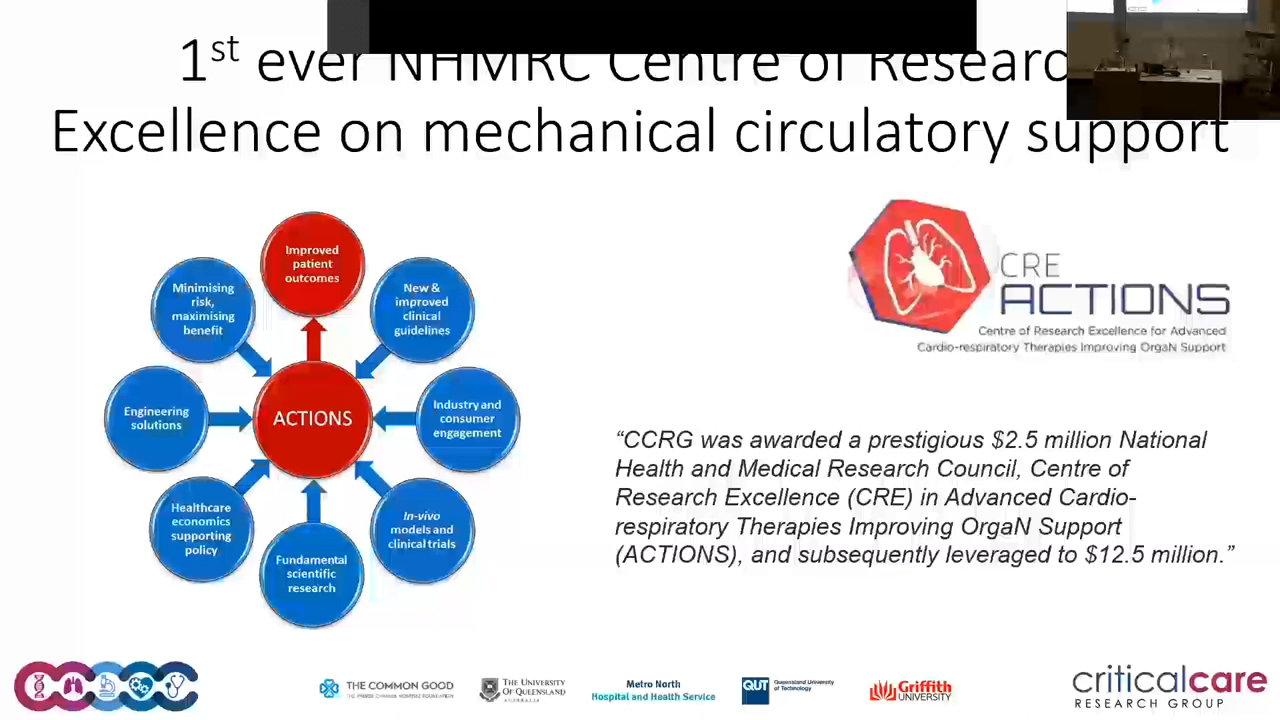 1st ever NHMRC Centre of Research
Excellence on mechanical circulatory support
Improved
patient
outcomes
Minimising
risk,
maximising
benefit
New &
improved
clinical
guidelines
Engineering
solutions
ACTIONS
Industry and
consumer
engagement
Healthcare
economics
supporting
policy
In-vivo
models and
clinical trials
Fundamental
scientific
research
CRE
ACTIONS
Centre of Research Excellence for Advanced
Cardio-respiratory Therapies Improving OrgaN Support
“CCRG was awarded a prestigious $2.5 million National
Health and Medical Research Council, Centre of
Research Excellence (CRE) in Advanced Cardio-
respiratory Therapies Improving OrgaN Support
(ACTIONS), and subsequently leveraged to $12.5 million.”
THE COMMON GOOD
THE UNIVERSITY
OF QUEENSLAND
AUSTRALIA
Metro North
Hospital and Health Service
QUT
Queensland University
of Technology
Griffith
UNIVERSITY
criticalcare
RESEARCH GROUP